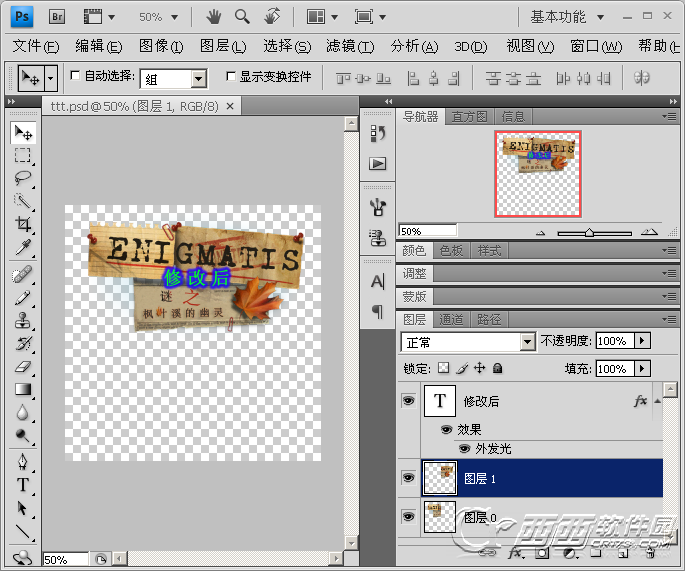 Ps Br 50% 基本功能
文件(F) 编辑(E) 图像(I) 图层(L) 选择(S) 滤镜(T) 分析(A) 3D(D) 视图(V) 窗口(W) 帮助(H
自动选择: 组 显示变换控件
ttt.psd @ 50% (图层 1, RGB/8) ×
ENIGMATIS
修改后
谜 之
枫叶溪的幽灵
50%
导航器 直方图 信息
50%
颜色 色板 样式
调整
蒙版
图层 通道 路径
正常 不透明度: 100%
锁定: 填充: 100%
T 修改后 fx
效果
外发光
图层 1
图层 0
西西软件园
CR173.COM